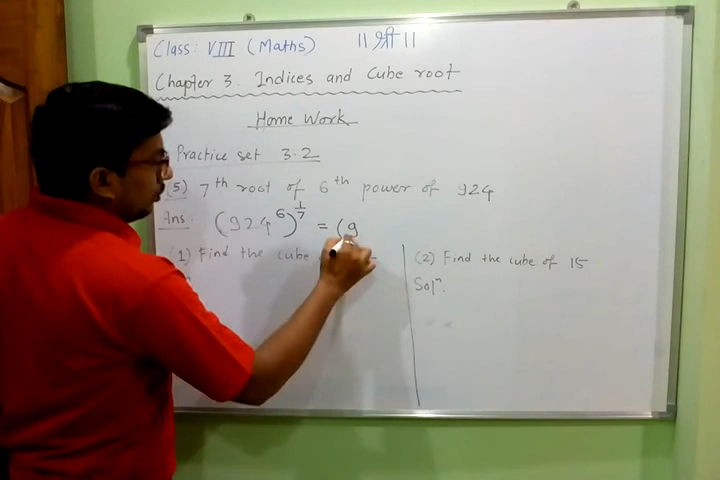 Class: VIII (Maths) ॥ श्री ॥
Chapter 3. Indices and Cube root
Home Work
Practice set 3.2
(5) 7th root of 6th power of 924
Ans: (924⁶)^{1/7} = (9
(1) Find the cube
(2) Find the cube of 15
Solⁿ.